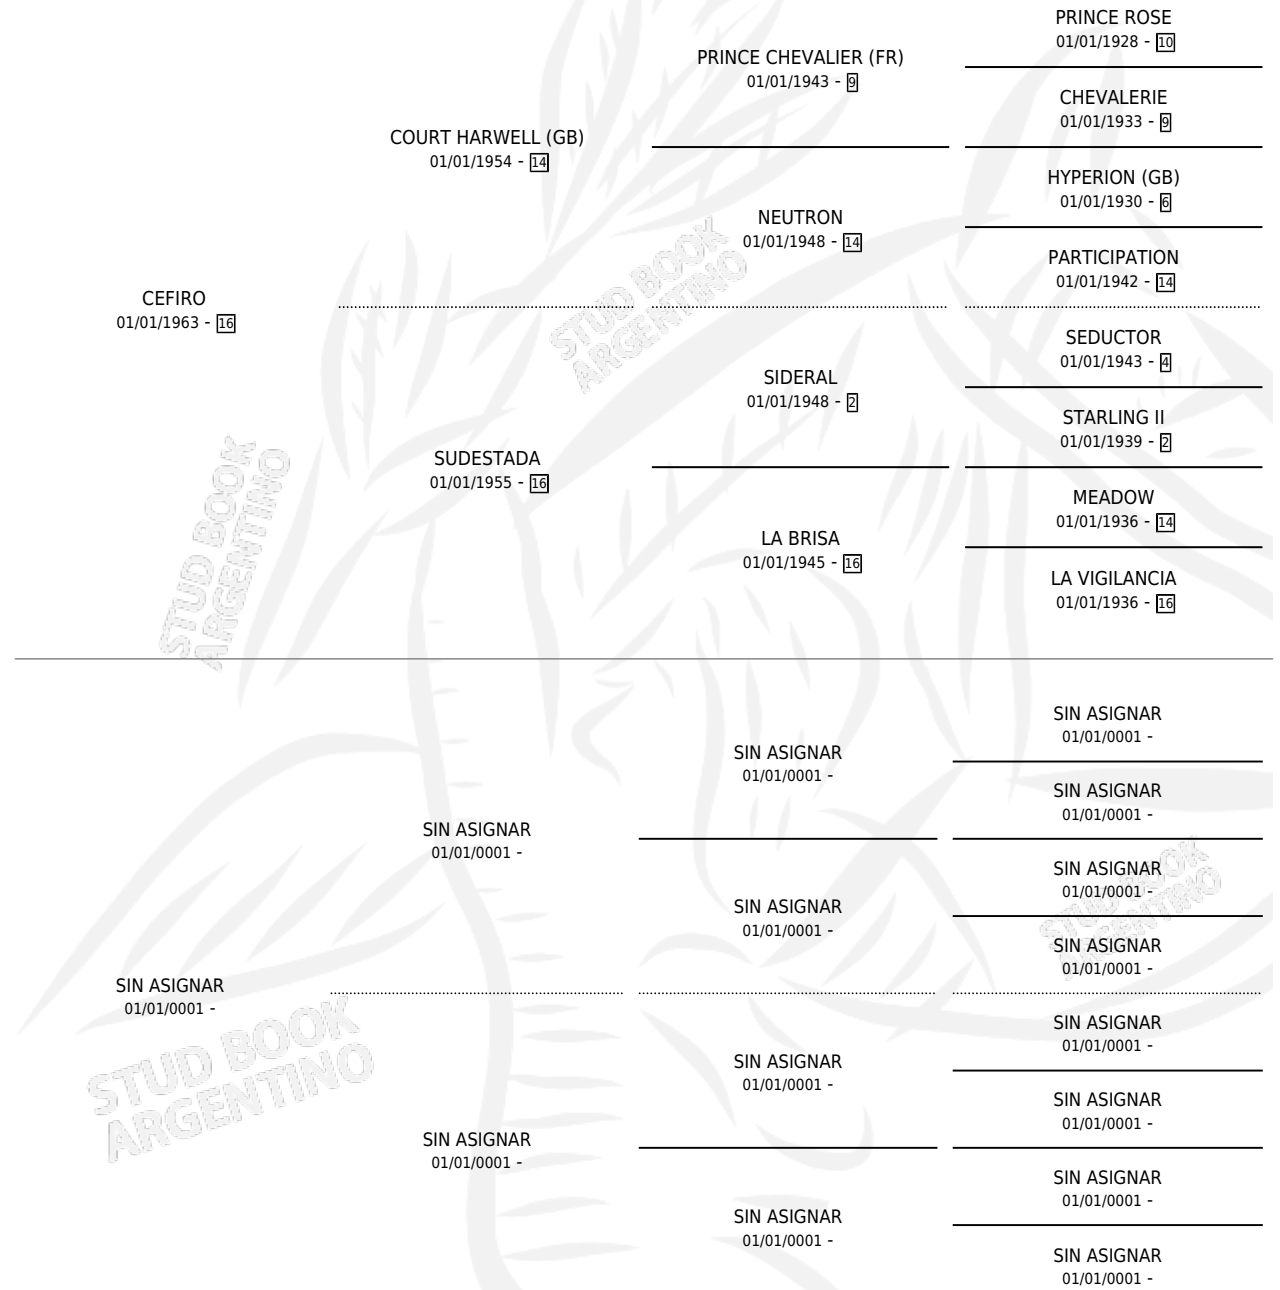 PRINCE ROSE
01/01/1928 - 10
PRINCE CHEVALIER (FR)
01/01/1943 - 9
CHEVALERIE
01/01/1933 - 9
COURT HARWELL (GB)
01/01/1954 - 14
HYPERION (GB)
01/01/1930 - 6
NEUTRON
01/01/1948 - 14
PARTICIPATION
01/01/1942 - 14
CEFIRO
01/01/1963 - 16
SEDUCTOR
01/01/1943 - 4
SIDERAL
01/01/1948 - 2
STARLING II
01/01/1939 - 2
SUDESTADA
01/01/1955 - 16
MEADOW
01/01/1936 - 14
LA BRISA
01/01/1945 - 16
LA VIGILANCIA
01/01/1936 - 16
STUD BOOK
ARGENTINO
STUD BOOK
ARGENTINO
SIN ASIGNAR
01/01/0001 -
SIN ASIGNAR
01/01/0001 -
SIN ASIGNAR
01/01/0001 -
SIN ASIGNAR
01/01/0001 -
SIN ASIGNAR
01/01/0001 -
SIN ASIGNAR
01/01/0001 -
SIN ASIGNAR
01/01/0001 -
SIN ASIGNAR
01/01/0001 -
SIN ASIGNAR
01/01/0001 -
SIN ASIGNAR
01/01/0001 -
SIN ASIGNAR
01/01/0001 -
SIN ASIGNAR
01/01/0001 -
SIN ASIGNAR
01/01/0001 -
SIN ASIGNAR
01/01/0001 -
SIN ASIGNAR
01/01/0001 -
STUD BOOK
ARGENTINO
STUD BOOK
ARGENTINO